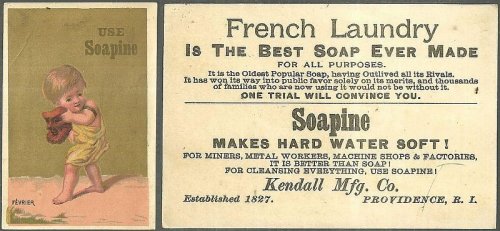 USE
Soapine
FÉVRIER
French Laundry
IS THE BEST SOAP EVER MADE
FOR ALL PURPOSES.
It is the Oldest Popular Soap, having Outlived all its Rivals.
It has won its way into public favor solely on its merits, and thousands
of families who are now using it would not be without it.
ONE TRIAL WILL CONVINCE YOU.
Soapine
MAKES HARD WATER SOFT!
FOR MINERS, METAL WORKERS, MACHINE SHOPS & FACTORIES,
IT IS BETTER THAN SOAP!
FOR CLEANSING EVERYTHING, USE SOAPINE!
Kendall Mfg. Co.
Established 1827. PROVIDENCE, R. I.